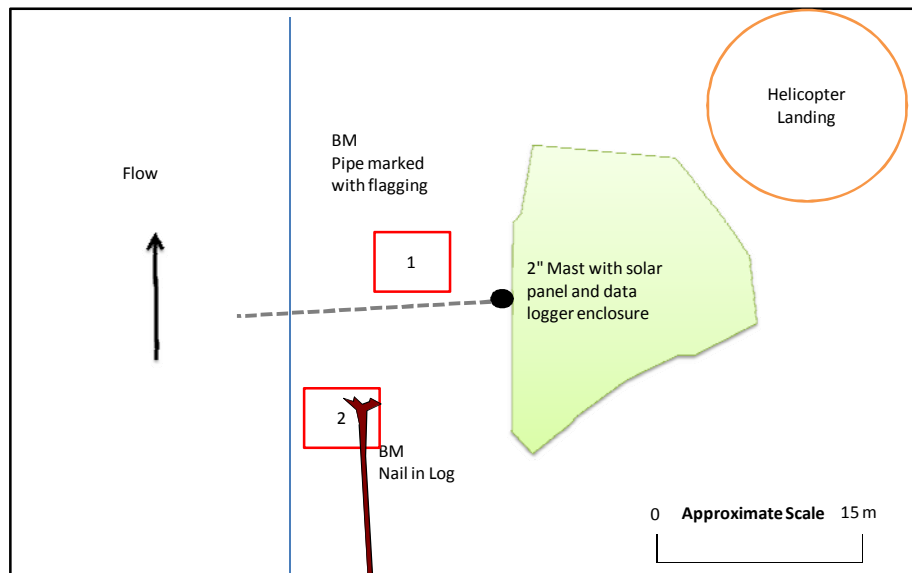 Helicopter
Landing
BM
Pipe marked
with flagging
Flow
1
2" Mast with solar
panel and data
logger enclosure
2
BM
Nail in Log
0 Approximate Scale 15 m